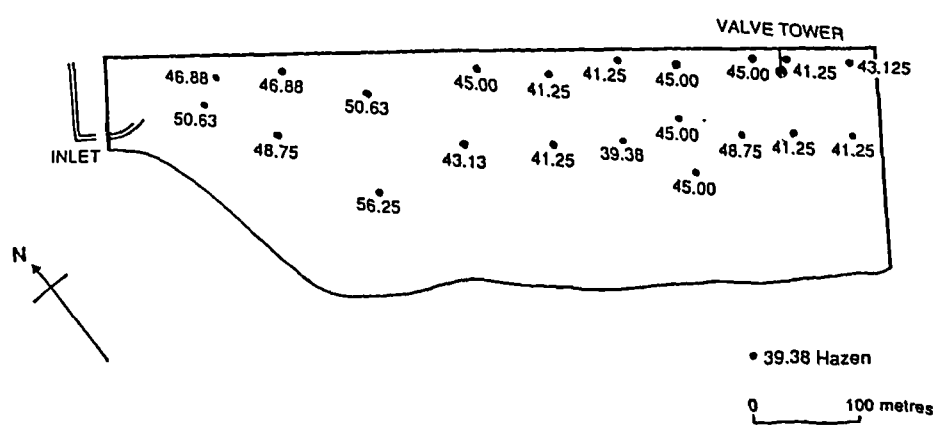 VALVE TOWER
46.88 46.88 45.00 41.25 41.25 45.00 45.00 41.25 43.125
50.63 50.63
INLET
48.75 43.13 41.25 39.38 45.00 48.75 41.25 41.25
56.25 45.00
N
39.38 Hazen
0 100 metres